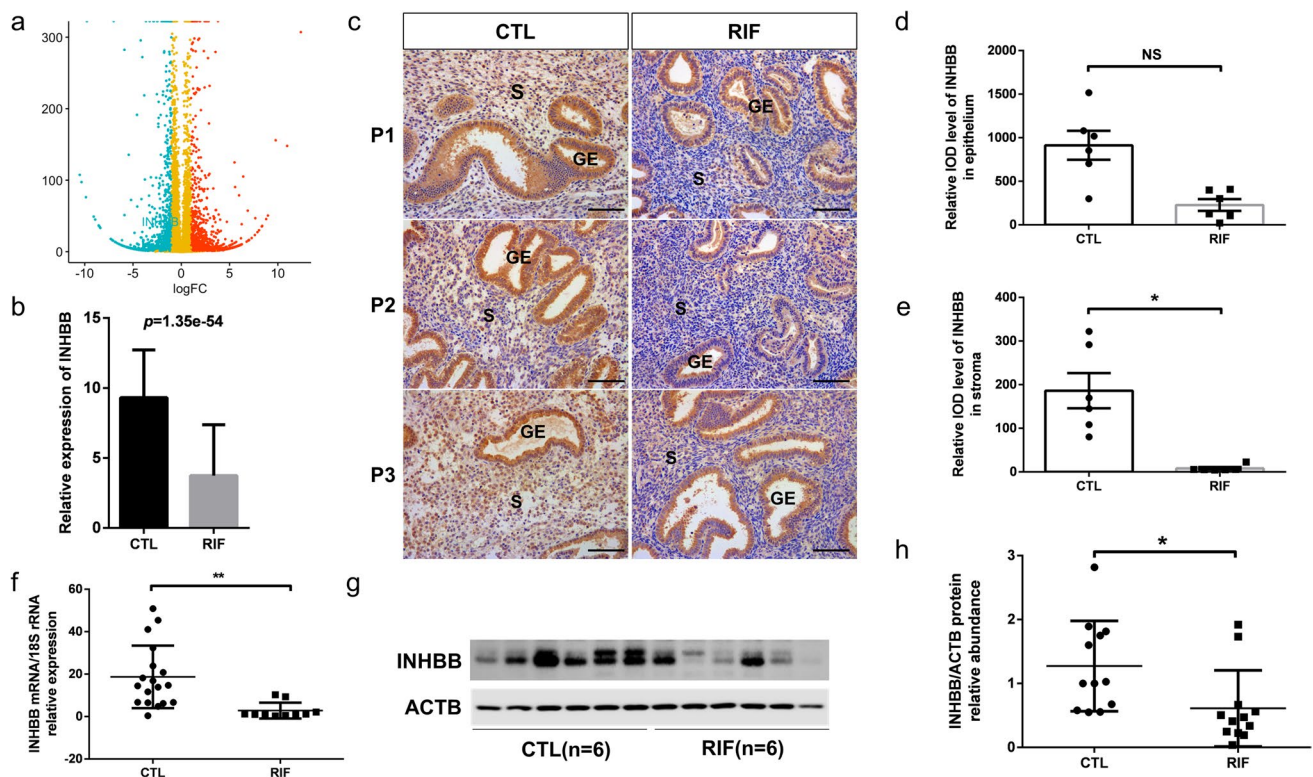 a
300
200
100
0
INHBB
-10 -5 0 5 10
logFC
b
Relative expression of INHBB
15
10
5
0
p=1.35e-54
CTL RIF
c
CTL RIF
P1
S
GE
GE
S
P2
GE
S
S
GE
P3
GE
S
S
GE
d
Relative IOD level of INHBB
in epithelium
2000
1500
1000
500
0
NS
CTL RIF
e
Relative IOD level of INHBB
in stroma
400
300
200
100
0
*
CTL RIF
f
INHBB mRNA/18S rRNA
relative expression
60
40
20
0
-20
**
CTL RIF
g
INHBB
ACTB
CTL(n=6) RIF(n=6)
h
INHBB/ACTB protein
relative abundance
3
2
1
0
*
CTL RIF